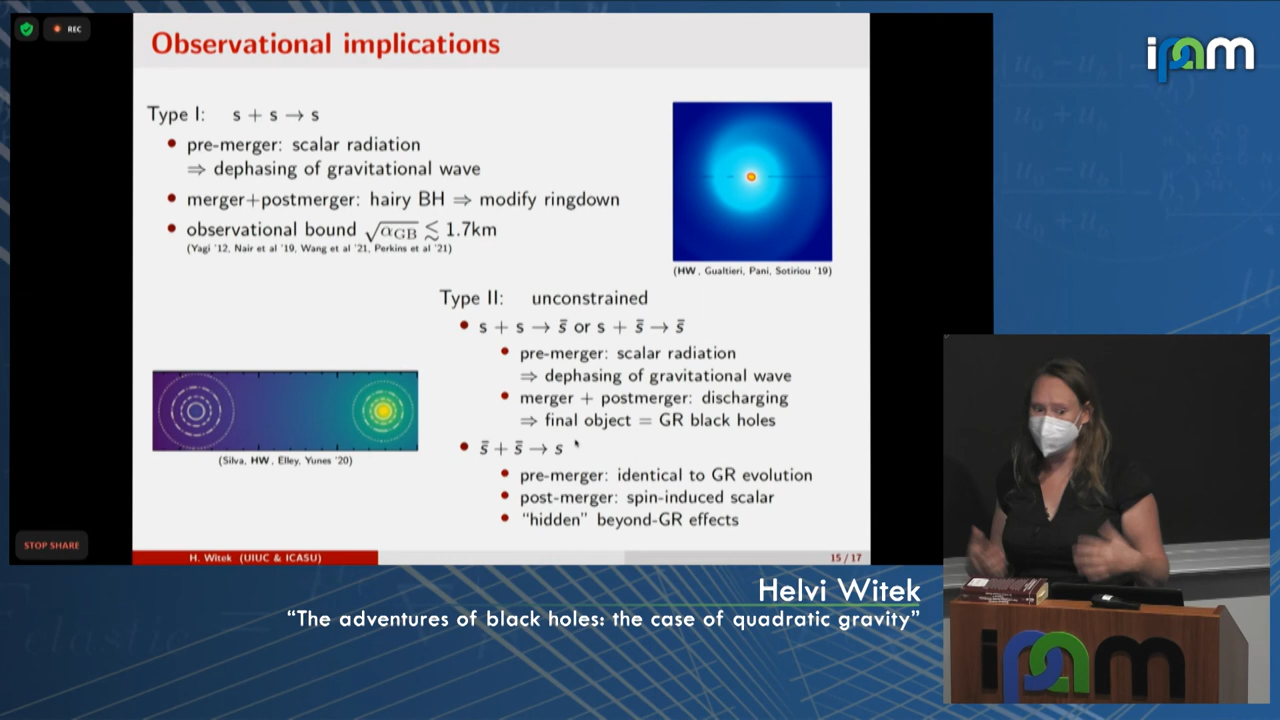 REC
Observational implications
ipam
Type I: s + s → s
• pre-merger: scalar radiation
⇒ dephasing of gravitational wave
• merger+postmerger: hairy BH ⇒ modify ringdown
• observational bound √α_GB ≲ 1.7km
(Yagi '12, Nair et al '19, Wang et al '21, Perkins et al '21)
(HW, Gualtieri, Pani, Sotiriou '19)
Type II: unconstrained
• s + s → s̄ or s + s̄ → s̄
• pre-merger: scalar radiation
⇒ dephasing of gravitational wave
• merger + postmerger: discharging
⇒ final object = GR black holes
(Silva, HW, Elley, Yunes '20)
• s̄ + s̄ → s
• pre-merger: identical to GR evolution
• post-merger: spin-induced scalar
• "hidden" beyond-GR effects
STOP SHARE
H. Witek (UIUC & ICASU)
15 / 17
Helvi Witek
“The adventures of black holes: the case of quadratic gravity”
elastic
ipam